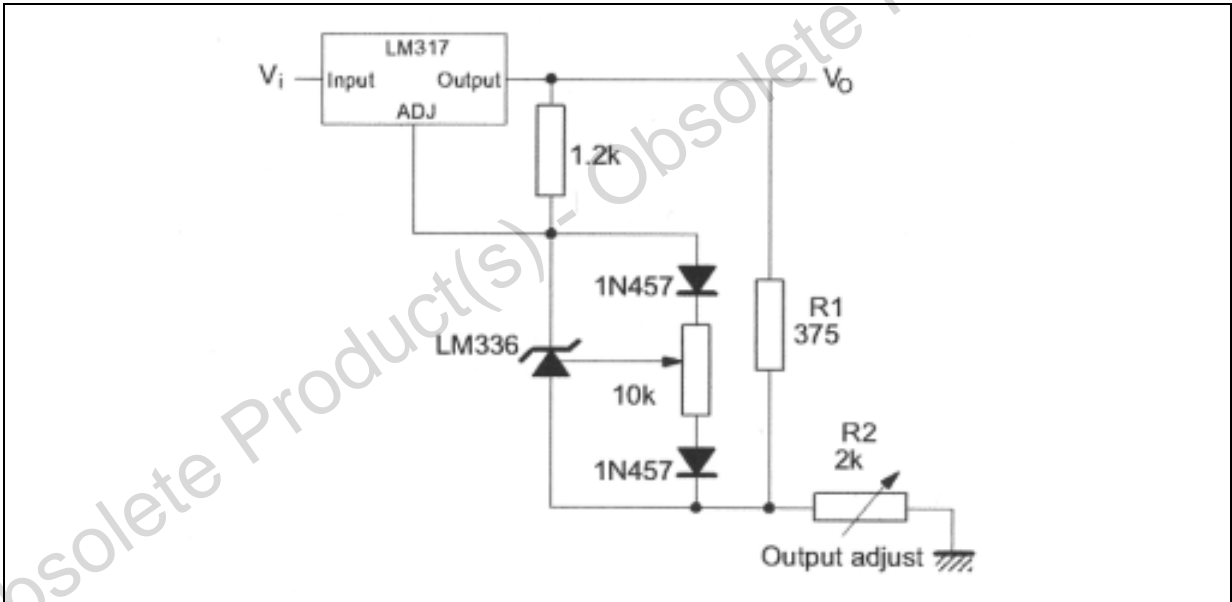 LM317
Vi
Input
Output
VO
ADJ
1.2k
1N457
R1
375
LM336
10k
R2
2k
1N457
Output adjust
Obsolete Product(s) - Obsolete